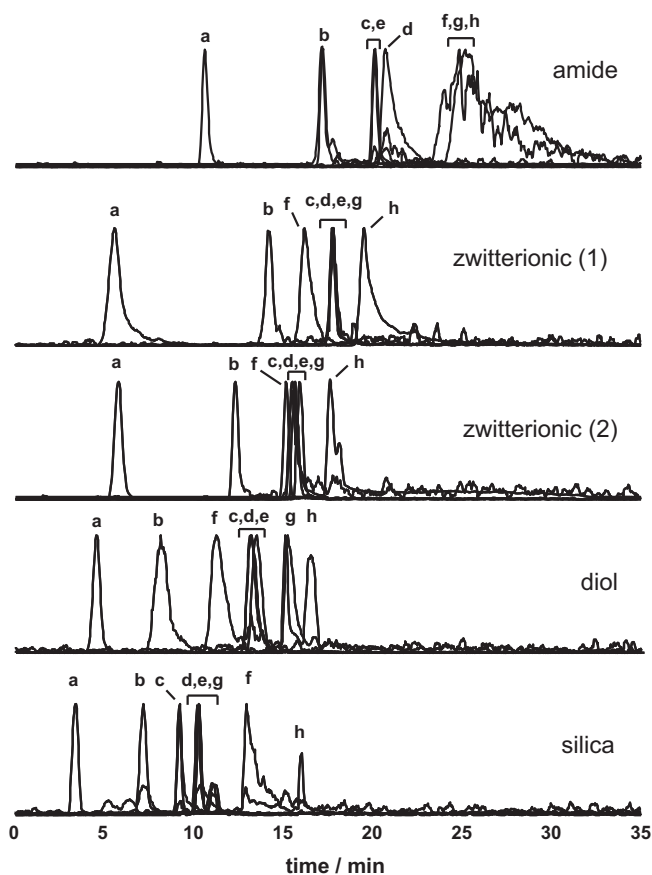 a b c,e d f,g,h
amide
a b f c,d,e,g h
zwitterionic (1)
a b f c,d,e,g h
zwitterionic (2)
a b f c,d,e g h
diol
a b c d,e,g f h
silica
0 5 10 15 20 25 30 35
time / min